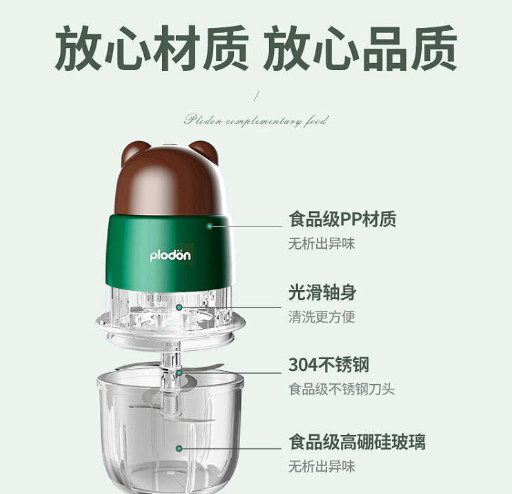 放心材质 放心品质
Plodon complementary food
食品级PP材质
无析出异味
plodön
光滑轴身
清洗更方便
304不锈钢
食品级不锈钢刀头
食品级高硼硅玻璃
无析出异味